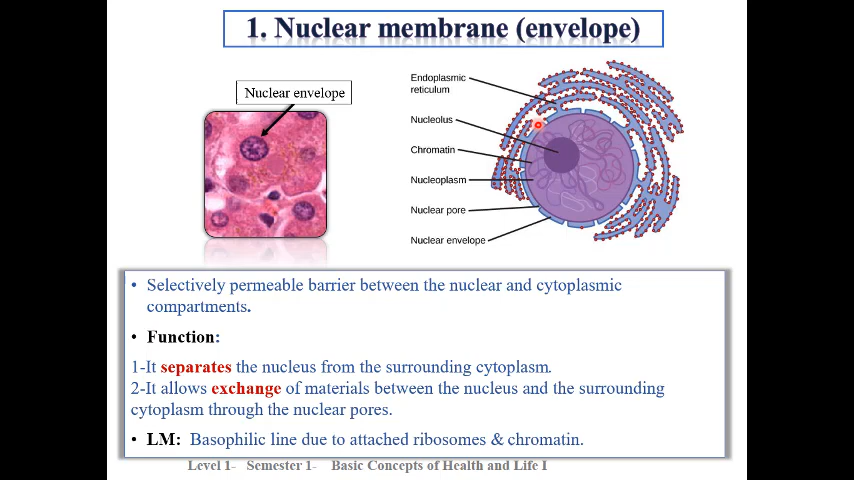 1. Nuclear membrane (envelope)
Nuclear envelope
Endoplasmic
reticulum
Nucleolus
Chromatin
Nucleoplasm
Nuclear pore
Nuclear envelope
• Selectively permeable barrier between the nuclear and cytoplasmic
compartments.
• Function:
1-It separates the nucleus from the surrounding cytoplasm.
2-It allows exchange of materials between the nucleus and the surrounding
cytoplasm through the nuclear pores.
• LM: Basophilic line due to attached ribosomes & chromatin.
Level 1- Semester 1- Basic Concepts of Health and Life I